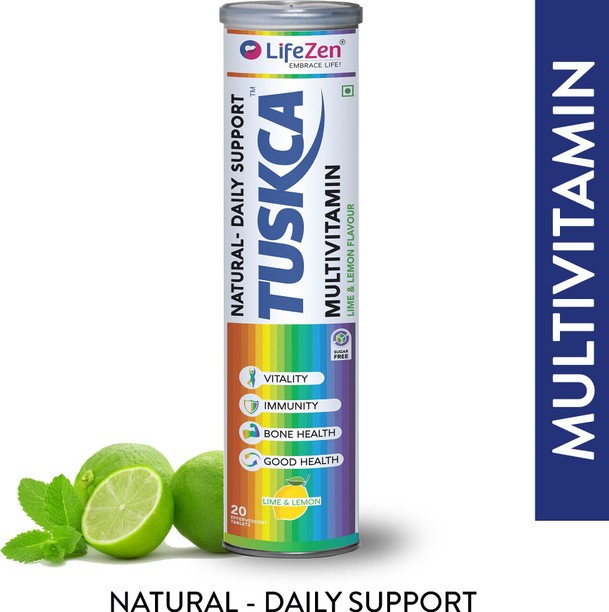 LifeZen®
EMBRACE LIFE!
NATURAL- DAILY SUPPORT
TUSKCA™
MULTIVITAMIN
LIME & LEMON FLAVOUR
SUGAR
FREE
VITALITY
IMMUNITY
BONE HEALTH
GOOD HEALTH
LIME & LEMON
20
EFFERVESCENT
TABLETS
MULTIVITAMIN
NATURAL - DAILY SUPPORT